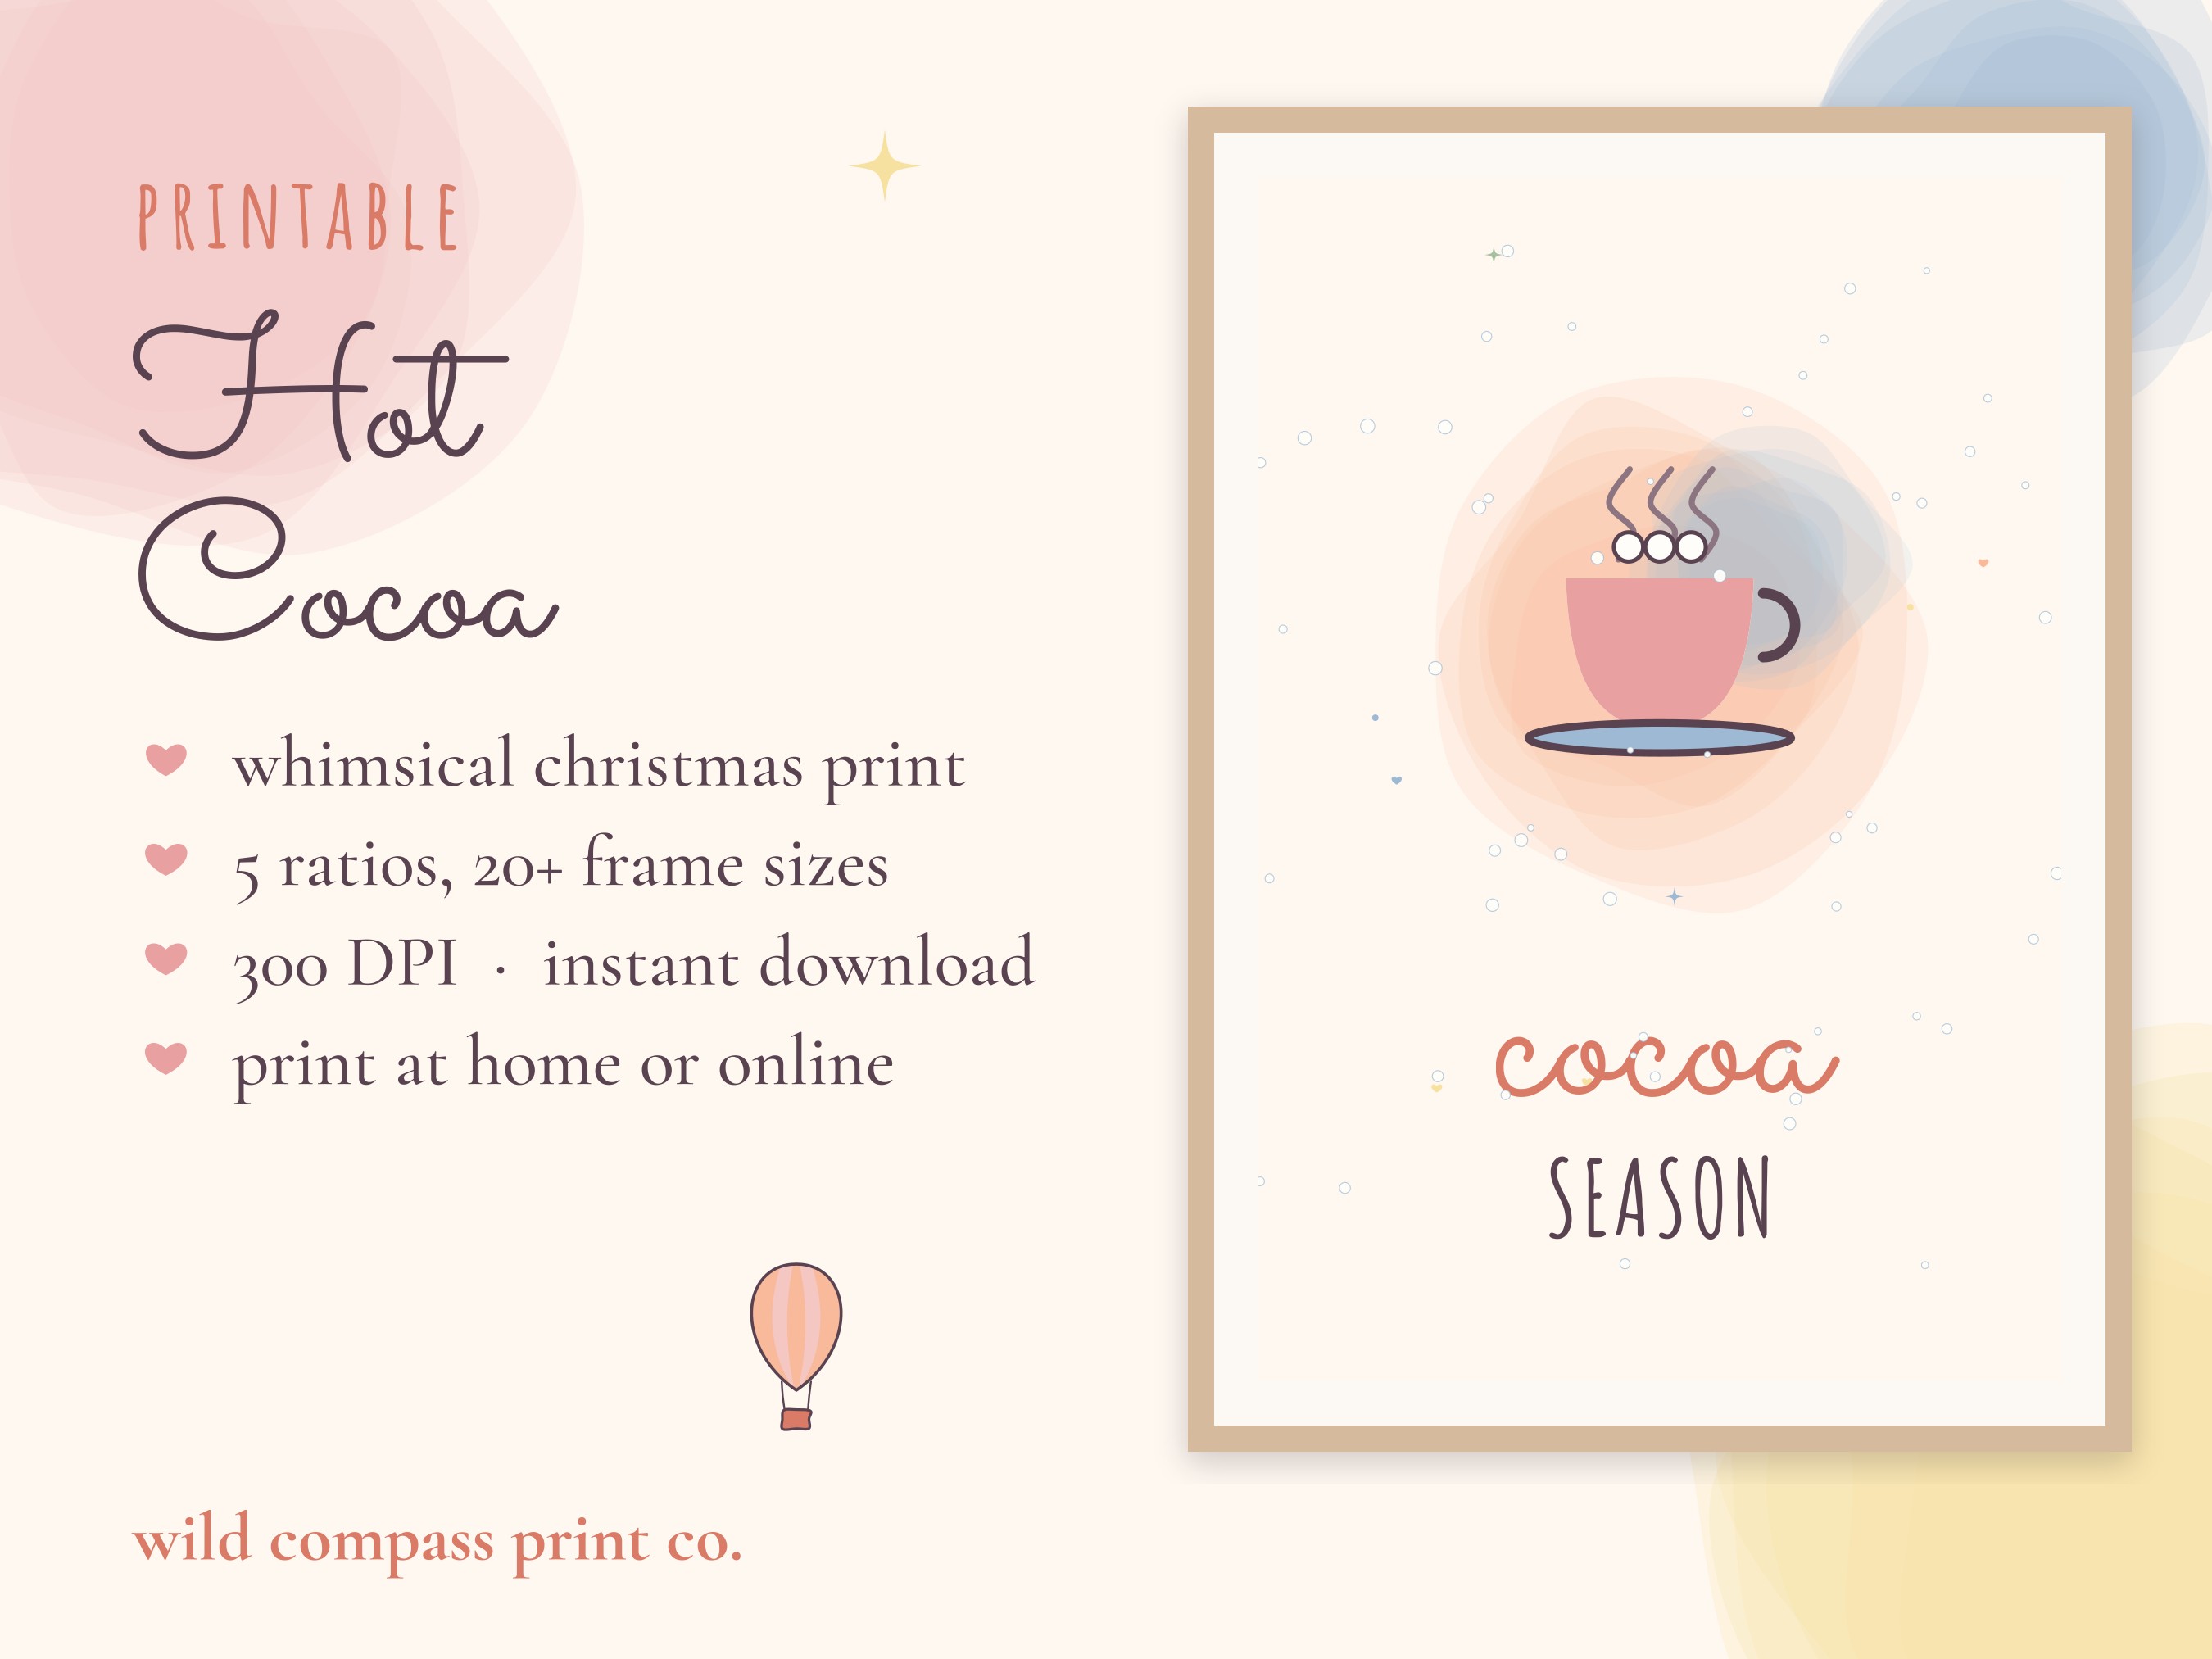 PRINTABLE
Hot
Cocoa
whimsical christmas print
5 ratios, 20+ frame sizes
300 DPI · instant download
print at home or online
wild compass print co.
cocoa
SEASON